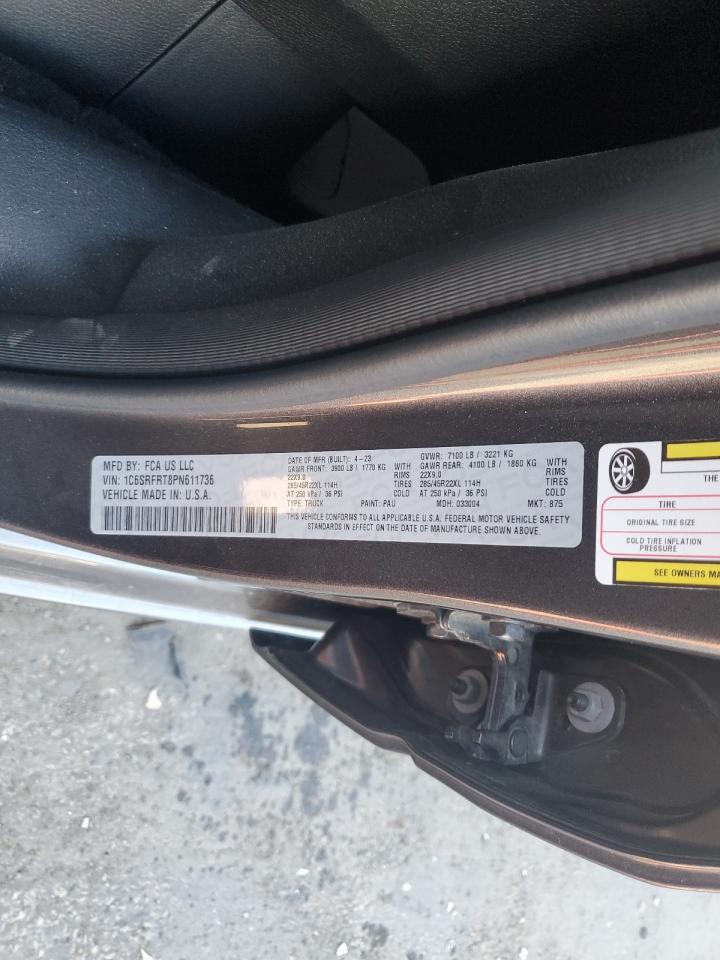 MFD BY: FCA US LLC
VIN: 1C6SRFRT8PN611736
VEHICLE MADE IN U.S.A.
DATE OF MFR (BUILT): 4-23
GAWR FRONT: 3900 LB / 1770 KG WITH
22X9.0 RIMS
285/45R22XL 114H TIRES
AT 250 kPa / 36 PSI COLD
TYPE: TRUCK PAINT: PAU
GVWR: 7100 LB / 3221 KG
GAWR REAR: 4100 LB / 1860 KG WITH
22X9.0 RIMS
285/45R22XL 114H TIRES
AT 250 kPa / 36 PSI COLD
MDH: 033004 MKT: 875
THIS VEHICLE CONFORMS TO ALL APPLICABLE U.S.A. FEDERAL MOTOR VEHICLE SAFETY
STANDARDS IN EFFECT ON THE DATE OF MANUFACTURE SHOWN ABOVE.
The
TIRE
ORIGINAL TIRE SIZE
COLD TIRE INFLATION
PRESSURE
SEE OWNERS MA